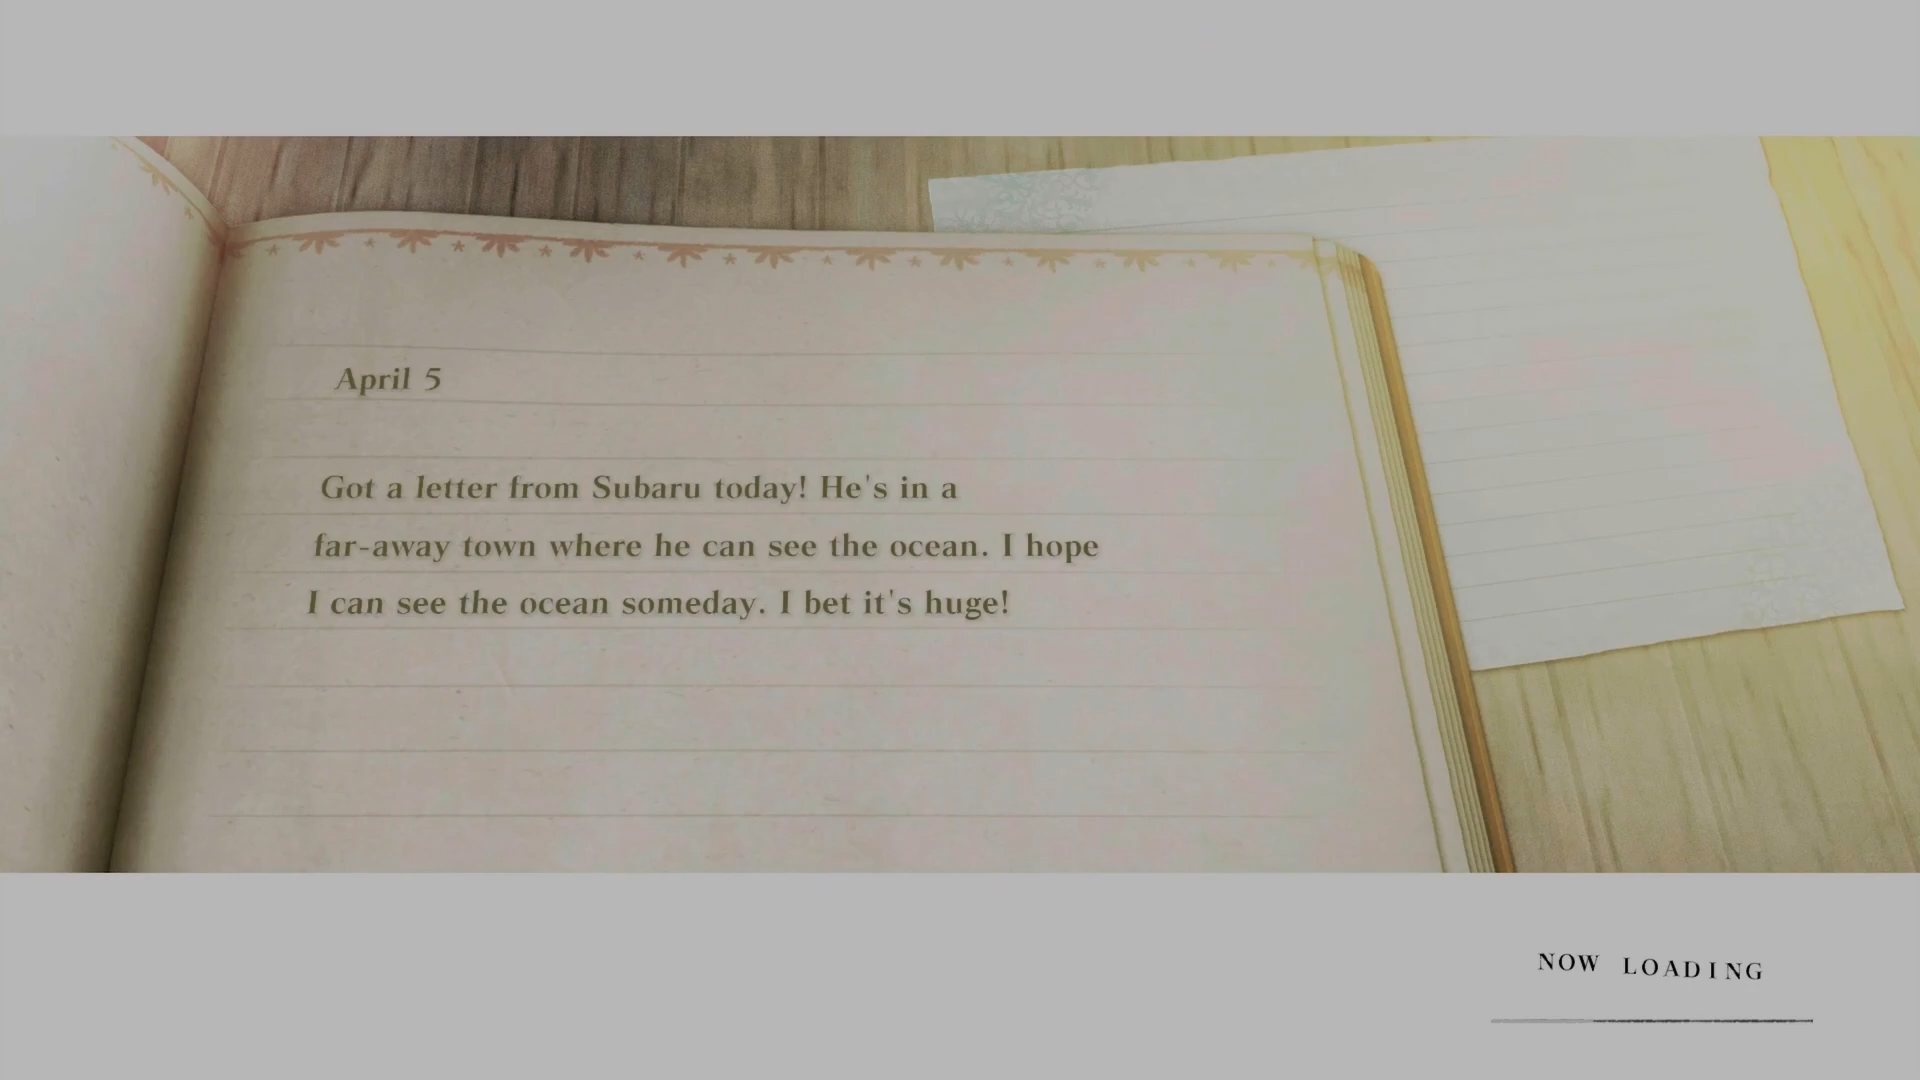 April 5
Got a letter from Subaru today! He's in a
far-away town where he can see the ocean. I hope
I can see the ocean someday. I bet it's huge!
NOW LOADING